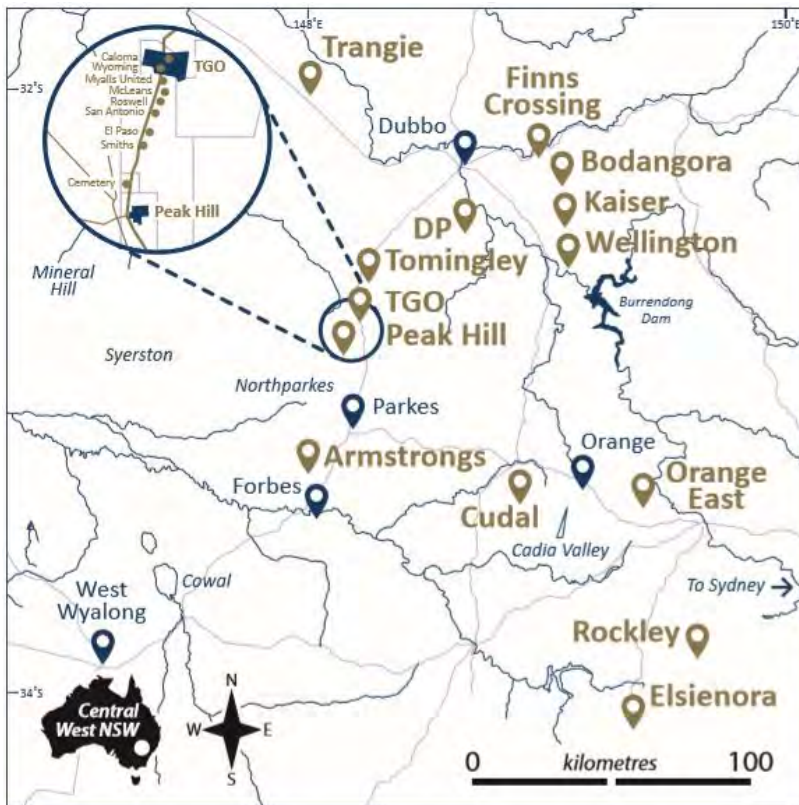 148°E
150°E
32°S
Caloma
Wyoming
Myalls United
McLeans
Roswell
San Antonio
El Paso
Smiths
Cemetery
TGO
Peak Hill
Trangie
Finns
Crossing
Dubbo
Bodangora
Kaiser
DP
Wellington
Tomingley
Mineral
Hill
TGO
Burrendong
Dam
Peak Hill
Syerston
Northparkes
Parkes
Armstrongs
Orange
Orange
East
Forbes
Cudal
Cadia Valley
Cowal
To Sydney
West
Wyalong
Rockley
34°S
Elsienora
Central
West NSW
N
W
E
S
0
kilometres
100